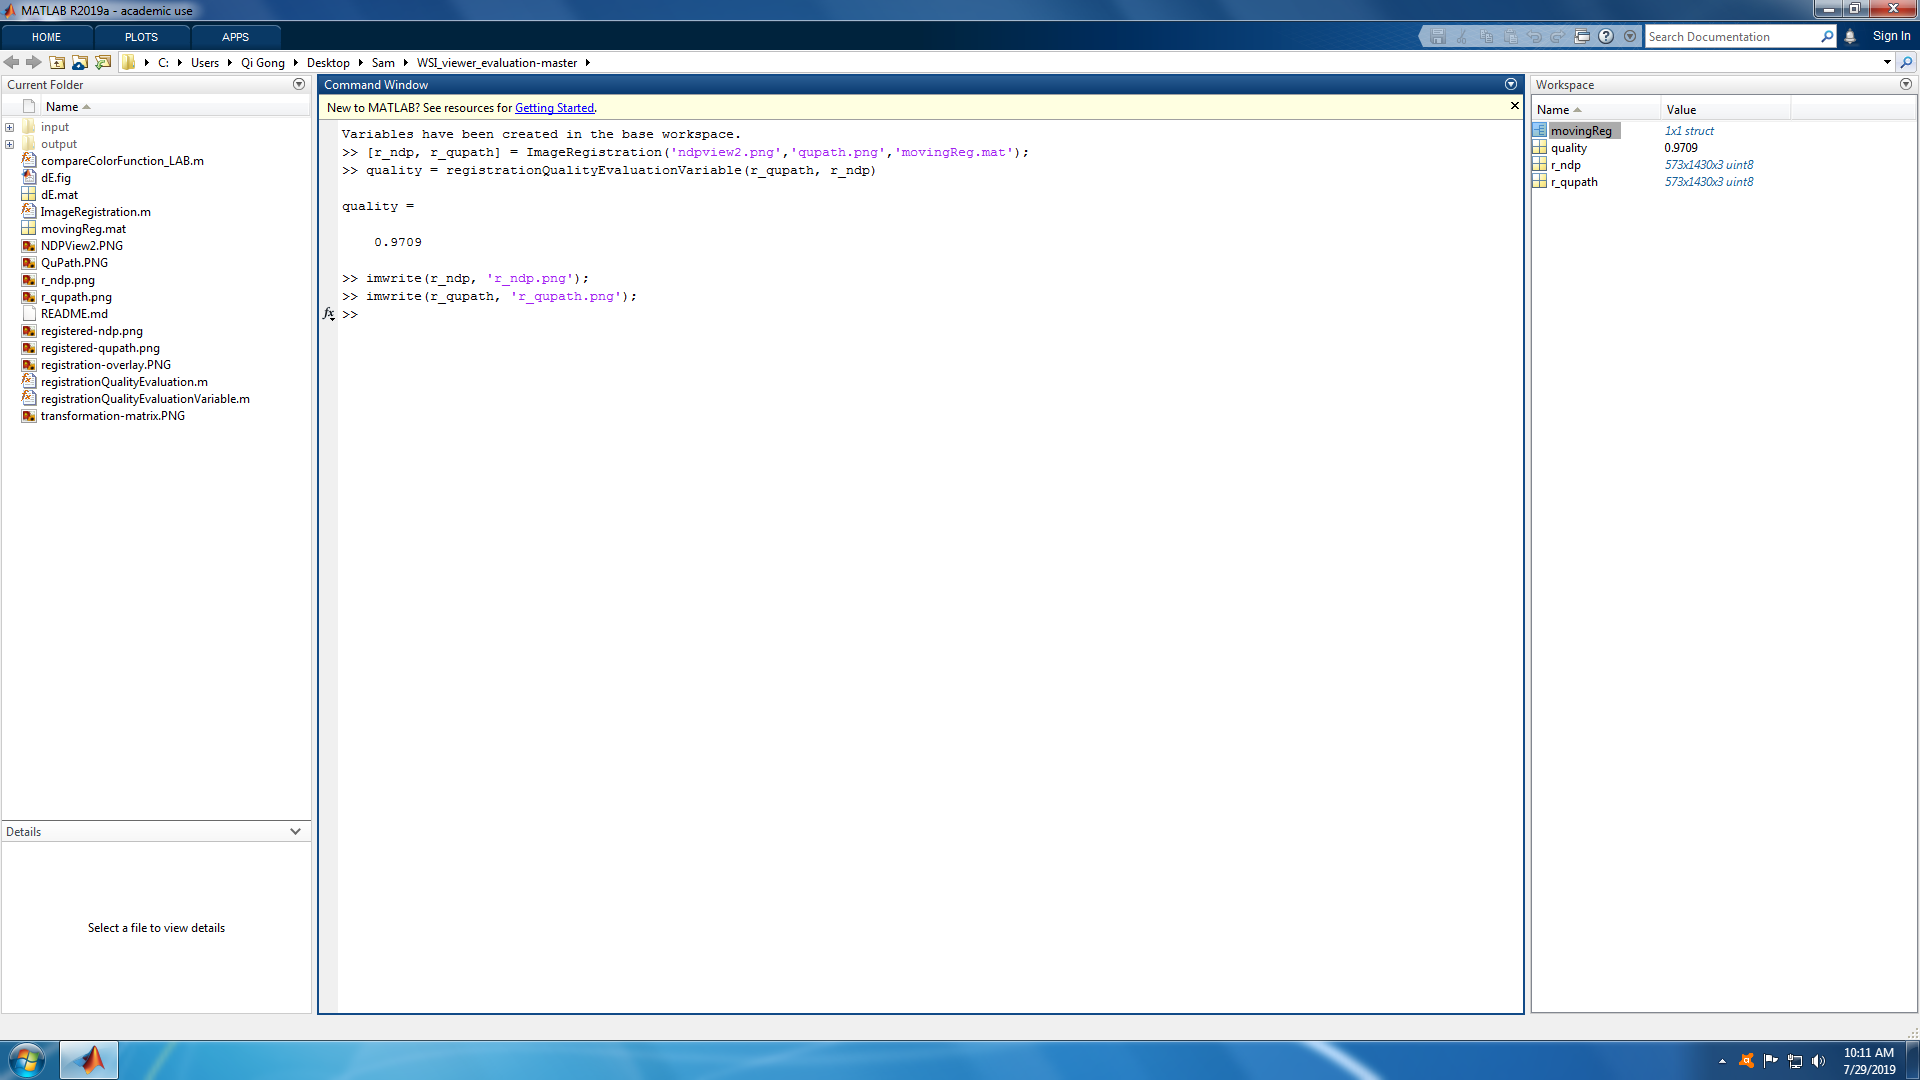 MATLAB R2019a - academic use
HOME PLOTS APPS
Search Documentation
Sign In
C: Users Qi Gong Desktop Sam WSI_viewer_evaluation-master
Current Folder
Name
input
output
compareColorFunction_LAB.m
dE.fig
dE.mat
ImageRegistration.m
movingReg.mat
NDPView2.PNG
QuPath.PNG
r_ndp.png
r_qupath.png
README.md
registered-ndp.png
registered-qupath.png
registration-overlay.PNG
registrationQualityEvaluation.m
registrationQualityEvaluationVariable.m
transformation-matrix.PNG
Details
Select a file to view details
Command Window
New to MATLAB? See resources for Getting Started.
Variables have been created in the base workspace.
>> [r_ndp, r_qupath] = ImageRegistration('ndpview2.png','qupath.png','movingReg.mat');
>> quality = registrationQualityEvaluationVariable(r_qupath, r_ndp)
quality =
0.9709
>> imwrite(r_ndp, 'r_ndp.png');
>> imwrite(r_qupath, 'r_qupath.png');
fx >>
Workspace
Name Value
movingReg 1x1 struct
quality 0.9709
r_ndp 573x1430x3 uint8
r_qupath 573x1430x3 uint8
10:11 AM
7/29/2019